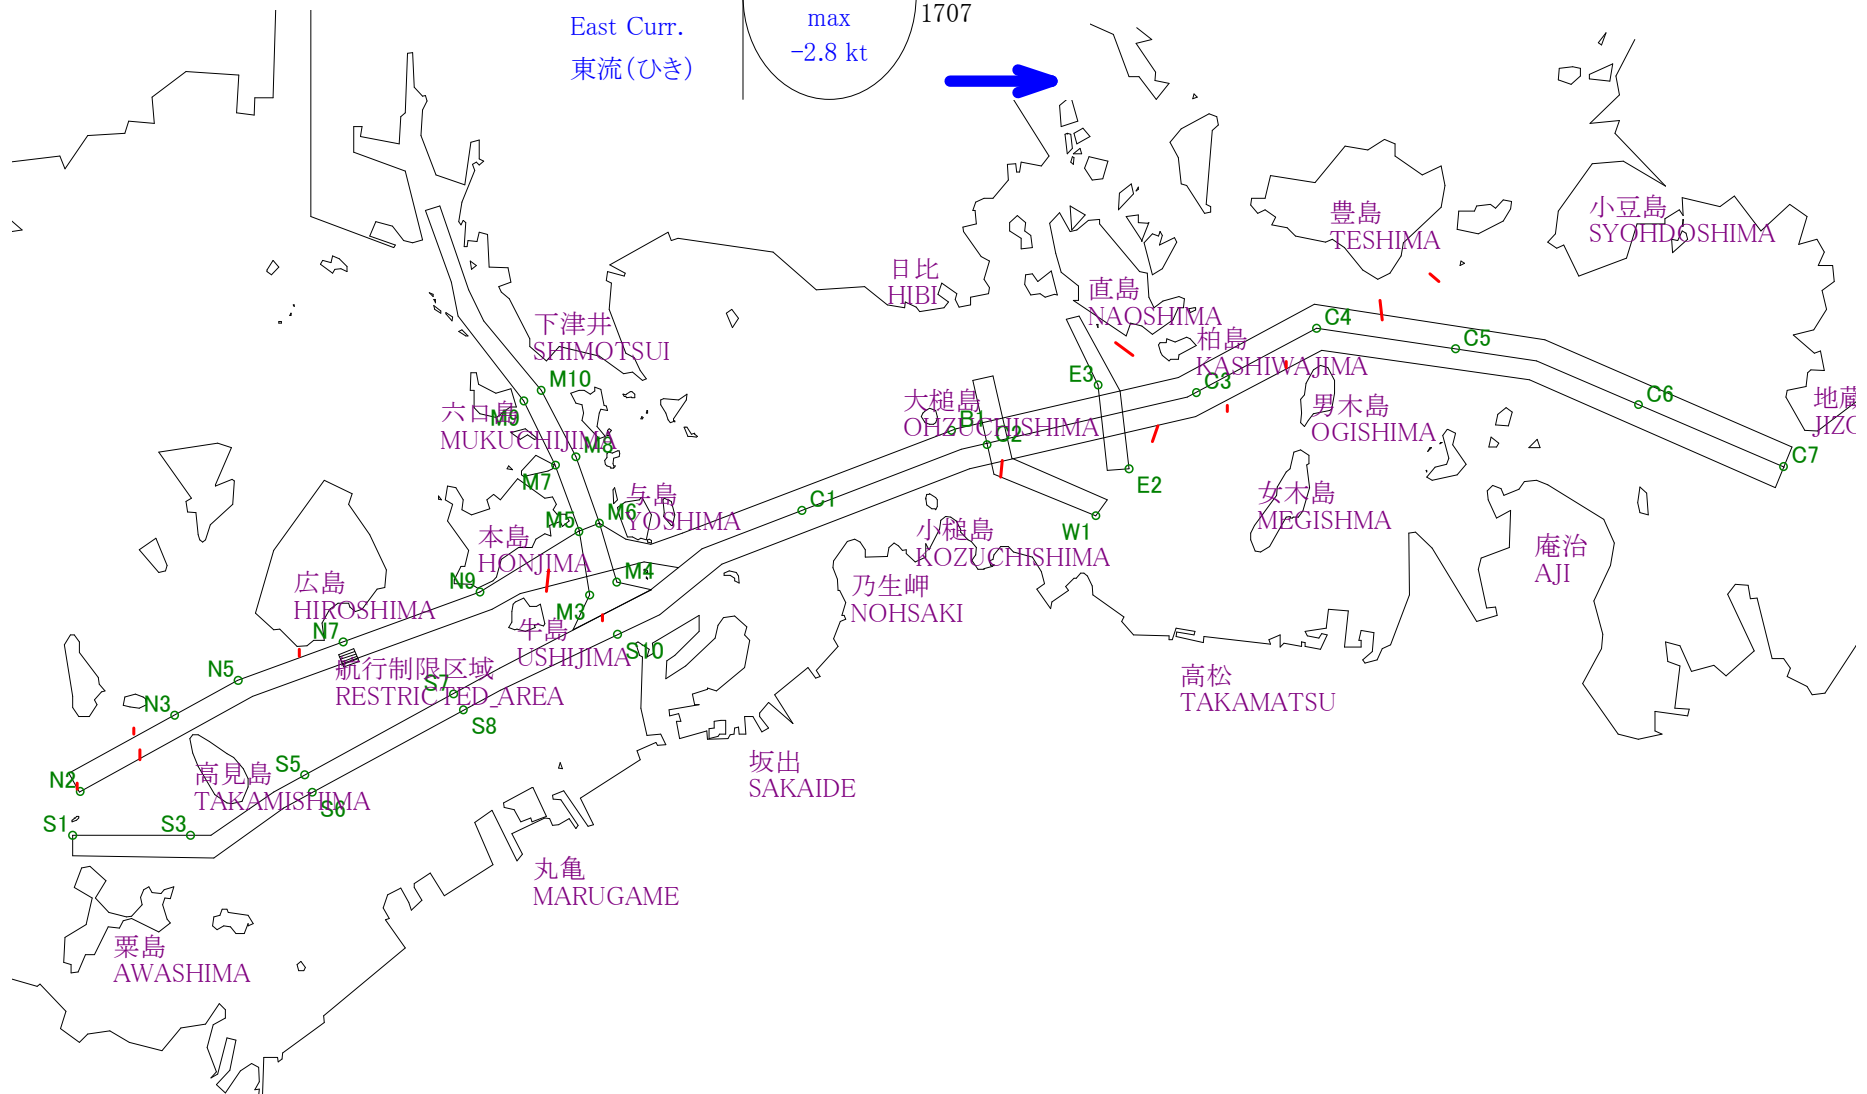 East Curr.
東流(ひき)
max
-2.8 kt
1707
豊島
TESHIMA
小豆島
SYOHDOSHIMA
日比
HIBI
直島
NAOSHIMA
下津井
SHIMOTSUI
柏島
KASHIWAJIMA
C4
C5
M10
E3
C3
C6
六口島
MUKUCHIJIMA
M9
大槌島
OHZUCHISHIMA
B1
C2
男木島
OGISHIMA
地蔵
JIZO
M8
M7
C7
E2
与島
YOSHIMA
C1
女木島
MEGISHMA
M5
M6
本島
HONJIMA
小槌島
KOZUCHISHIMA
W1
庵治
AJI
広島
HIROSHIMA
N9
M4
M3
乃生岬
NOHSAKI
N7
牛島
USHIJIMA
S10
N5
航行制限区域
RESTRICTED_AREA
S7
高松
TAKAMATSU
N3
S8
N2
高見島
TAKAMISHIMA
S5
S6
坂出
SAKAIDE
S1
S3
丸亀
MARUGAME
粟島
AWASHIMA